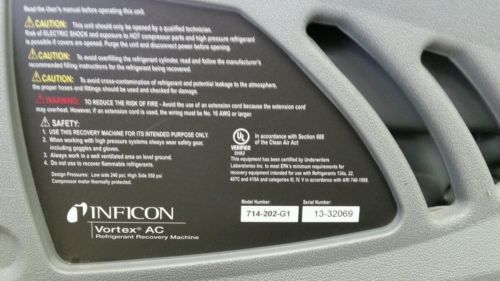 Read the User's manual before operating this unit.
CAUTION: This unit should only be opened by a qualified technician.
Risk of ELECTRIC SHOCK and exposure to HOT compressor parts and high pressure refrigerant
is possible if covers are opened. Purge the unit and disconnect power before opening.
CAUTION: To avoid overfilling the refrigerant cylinder, read and follow the manufacturer's
recommended filling instructions for the refrigerant being recovered.
CAUTION: To avoid cross-contamination of refrigerant and potential leakage to the atmosphere,
the proper hoses and fittings should be used and checked for damage.
WARNING: TO REDUCE THE RISK OF FIRE - Avoid the use of an extension cord because the extension cord
may overheat. However, if an extension cord is used, the wiring must be No. 16 AWG or larger.
SAFETY:
1. USE THIS RECOVERY MACHINE FOR ITS INTENDED PURPOSE ONLY.
2. When working with high pressure systems always wear safety gear,
including goggles and gloves.
3. Always work in a well ventilated area on level ground.
4. Do not use to recover flammable refrigerants.
Design Pressures: Low side 240 psi; High Side 550 psi
Compressor motor thermally protected.
UL
VERIFIED
In accordance with Section 608
of the Clean Air Act
This equipment has been certified by Underwriters
Laboratories Inc. to meet EPA's minimum requirements
for recovery equipment for use with Refrigerants 134a, 22,
407C and 410A and categories III, IV, V in accordance with ARI 740-1998.
INFICON
Vortex® AC
Refrigerant Recovery Machine
Model Number:
714-202-G1
Serial Number:
13-32069